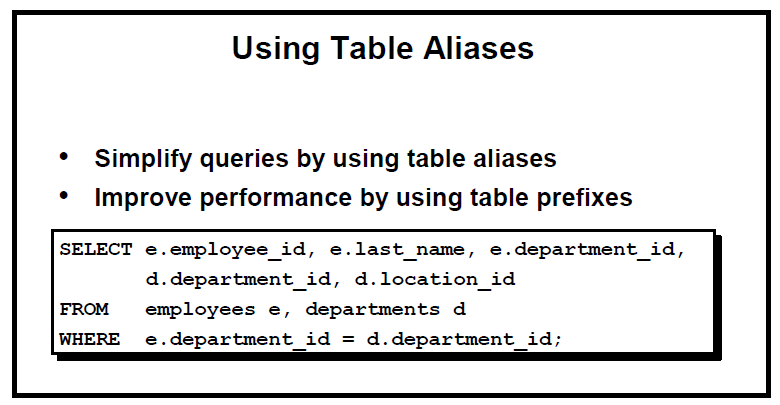 Using Table Aliases
• Simplify queries by using table aliases
• Improve performance by using table prefixes
SELECT e.employee_id, e.last_name, e.department_id,
       d.department_id, d.location_id
FROM   employees e, departments d
WHERE  e.department_id = d.department_id;